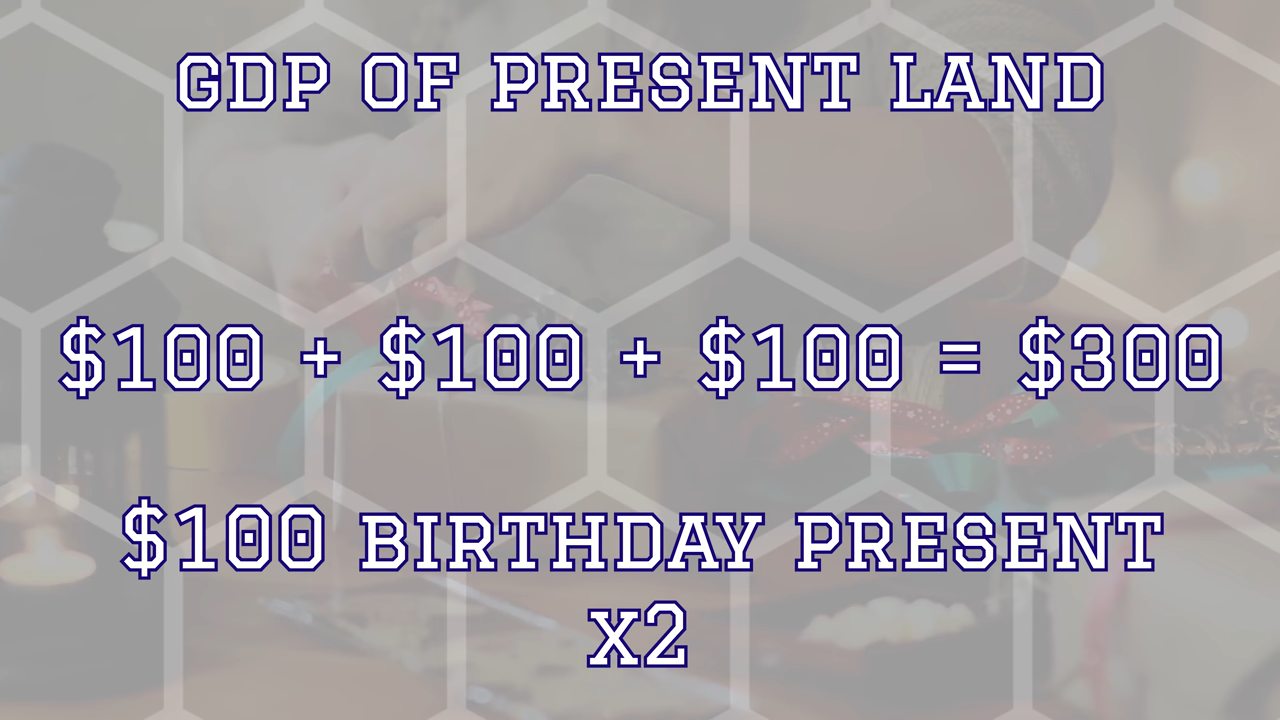 GDP OF PRESENT LAND
$100 + $100 + $100 = $300
$100 BIRTHDAY PRESENT
X2